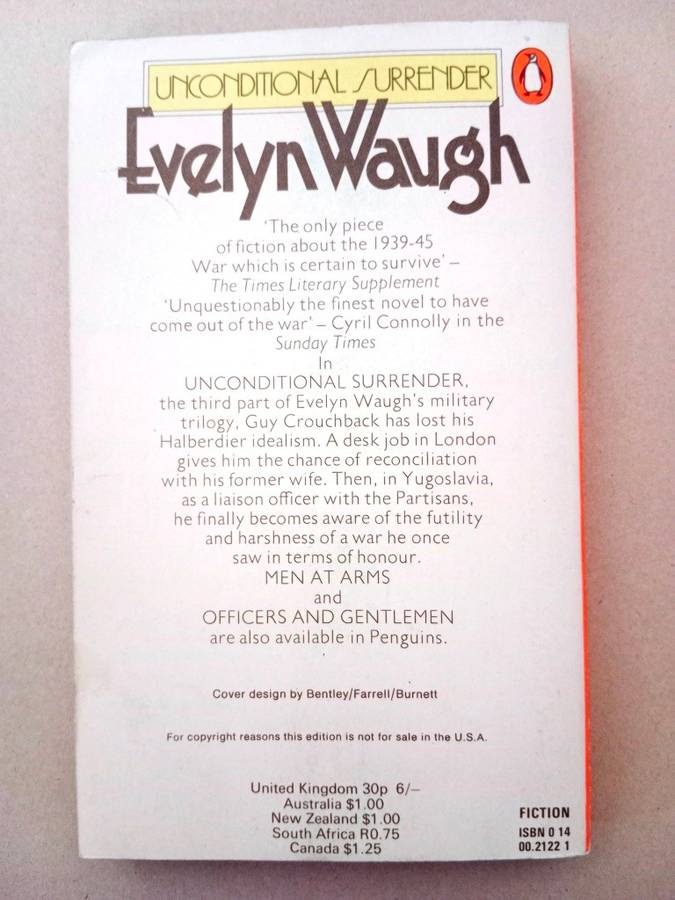 UNCONDITIONAL SURRENDER
Evelyn Waugh
‘The only piece
of fiction about the 1939-45
War which is certain to survive’ –
The Times Literary Supplement
‘Unquestionably the finest novel to have
come out of the war’ – Cyril Connolly in the
Sunday Times
In
UNCONDITIONAL SURRENDER,
the third part of Evelyn Waugh's military
trilogy, Guy Crouchback has lost his
Halberdier idealism. A desk job in London
gives him the chance of reconciliation
with his former wife. Then, in Yugoslavia,
as a liaison officer with the Partisans,
he finally becomes aware of the futility
and harshness of a war he once
saw in terms of honour.
MEN AT ARMS
and
OFFICERS AND GENTLEMEN
are also available in Penguins.
Cover design by Bentley/Farrell/Burnett
For copyright reasons this edition is not for sale in the U.S.A.
United Kingdom 30p 6/–
Australia $1.00
New Zealand $1.00
South Africa R0.75
Canada $1.25
FICTION
ISBN 0 14
00.2122 1